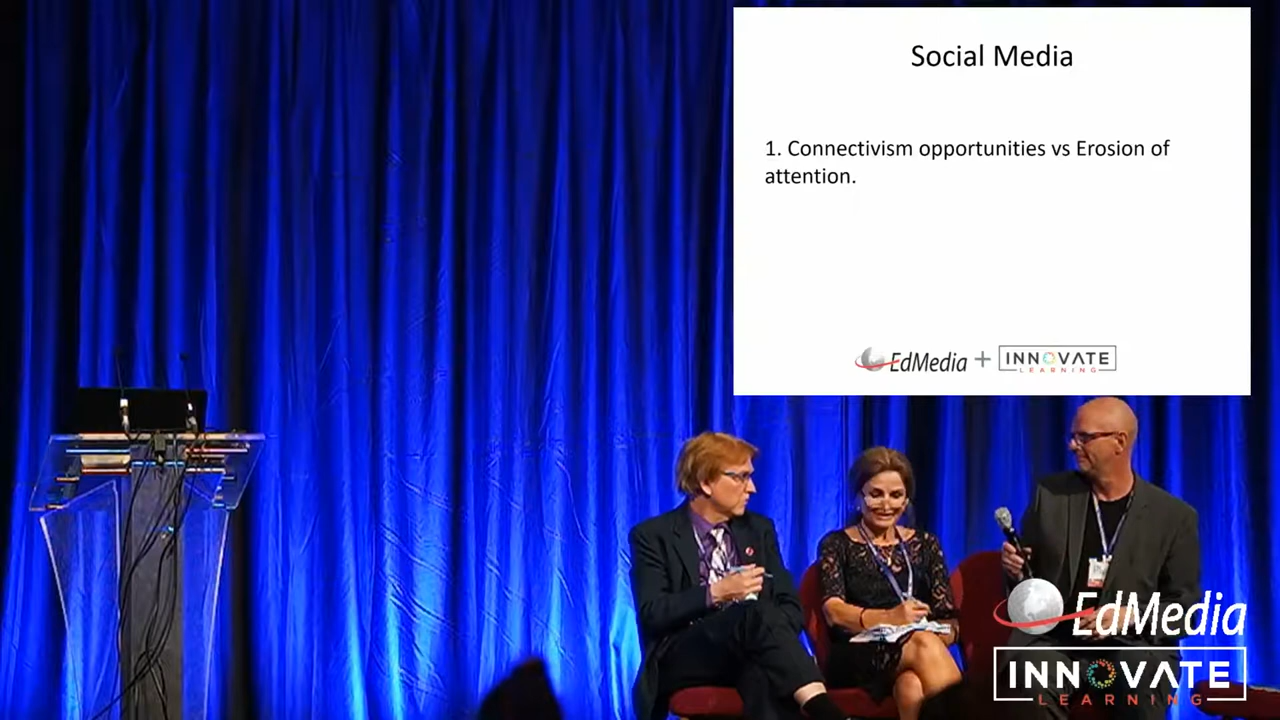 Social Media
1. Connectivism opportunities vs Erosion of
attention.
EdMedia + INNOVATE
LEARNING
EdMedia
INNOVATE
LEARNING